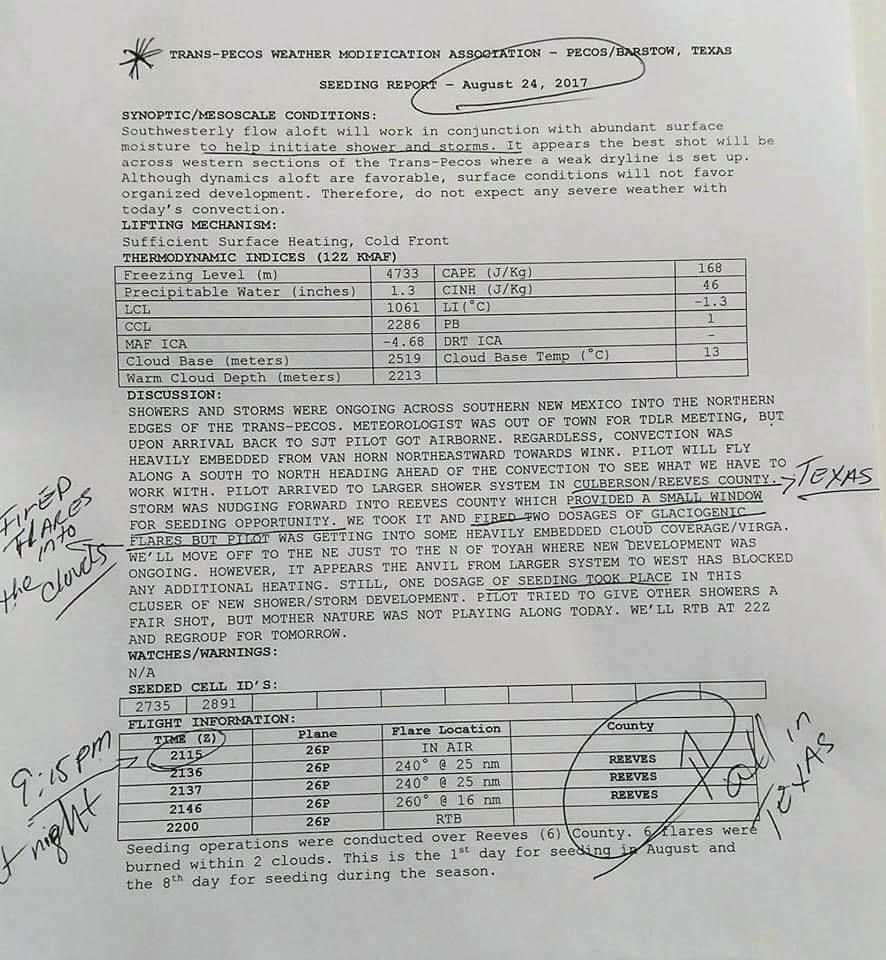 TRANS-PECOS WEATHER MODIFICATION ASSOCIATION – PECOS/BARSTOW, TEXAS
SEEDING REPORT – August 24, 2017
SYNOPTIC/MESOSCALE CONDITIONS:
Southwesterly flow aloft will work in conjunction with abundant surface
moisture to help initiate shower and storms. It appears the best shot will be
across western sections of the Trans-Pecos where a weak dryline is set up.
Although dynamics aloft are favorable, surface conditions will not favor
organized development. Therefore, do not expect any severe weather with
today's convection.
LIFTING MECHANISM:
Sufficient Surface Heating, Cold Front
THERMODYNAMIC INDICES (12Z KMAF)
Freezing Level (m) 4733 CAPE (J/Kg) 168
Precipitable Water (inches) 1.3 CINH (J/Kg) 46
LCL 1061 LI(°C) -1.3
CCL 2286 PB 1
MAF ICA -4.68 DRT ICA -
Cloud Base (meters) 2519 Cloud Base Temp (°C) 13
Warm Cloud Depth (meters) 2213
DISCUSSION:
SHOWERS AND STORMS WERE ONGOING ACROSS SOUTHERN NEW MEXICO INTO THE NORTHERN
EDGES OF THE TRANS-PECOS. METEOROLOGIST WAS OUT OF TOWN FOR TDLR MEETING, BUT
UPON ARRIVAL BACK TO SJT PILOT GOT AIRBORNE. REGARDLESS, CONVECTION WAS
HEAVILY EMBEDDED FROM VAN HORN NORTHEASTWARD TOWARDS WINK. PILOT WILL FLY
ALONG A SOUTH TO NORTH HEADING AHEAD OF THE CONVECTION TO SEE WHAT WE HAVE TO
WORK WITH. PILOT ARRIVED TO LARGER SHOWER SYSTEM IN CULBERSON/REEVES COUNTY.
TEXAS
STORM WAS NUDGING FORWARD INTO REEVES COUNTY WHICH PROVIDED A SMALL WINDOW
FOR SEEDING OPPORTUNITY. WE TOOK IT AND FIRED TWO DOSAGES OF GLACIOGENIC
FLARES BUT PILOT WAS GETTING INTO SOME HEAVILY EMBEDDED CLOUD COVERAGE/VIRGA.
WE'LL MOVE OFF TO THE NE JUST TO THE N OF TOYAH WHERE NEW DEVELOPMENT WAS
ONGOING. HOWEVER, IT APPEARS THE ANVIL FROM LARGER SYSTEM TO WEST HAS BLOCKED
ANY ADDITIONAL HEATING. STILL, ONE DOSAGE OF SEEDING TOOK PLACE IN THIS
CLUSER OF NEW SHOWER/STORM DEVELOPMENT. PILOT TRIED TO GIVE OTHER SHOWERS A
FAIR SHOT, BUT MOTHER NATURE WAS NOT PLAYING ALONG TODAY. WE'LL RTB AT 22Z
AND REGROUP FOR TOMORROW.
FIRED
FLARES
into
the clouds
WATCHES/WARNINGS:
N/A
SEEDED CELL ID'S:
2735 2891
FLIGHT INFORMATION:
TIME (Z) Plane Flare Location County
2115 26P IN AIR
2136 26P 240° @ 25 nm REEVES
2137 26P 240° @ 25 nm REEVES
2146 26P 260° @ 16 nm REEVES
2200 26P RTB
9:15pm
at night
all in
TEXAS
Seeding operations were conducted over Reeves (6) County. 6 flares were
burned within 2 clouds. This is the 1st day for seeding in August and
the 8th day for seeding during the season.